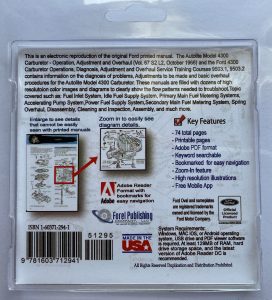 This is an electronic reproduction of the original Ford printed manual. The Autolite Model 4300
Carburetor - Operation, Adjustment and Overhaul (Vol. 67 S2 L2, October 1966) and the Ford 4300
Carburetor Operations, Diagnosis, Adjustment and Overhaul Service Training Courses 9503.1, 9503.2
contains information on the diagnosis of problems, Adjustments to be made and basic overhaul
procedures for the Autolite Model 4300 Carburetor. These manuals are filled with dozens of high
resolution color images and diagrams to clearly show the flow patterns needed to troubleshoot. Topics
covered such as: Fuel Inlet System, Idle Fuel Supply System, Primary Main Fuel Metering Systems,
Accelerating Pump System, Power Fuel Supply System, Secondary Main Fuel Metering System, Spring
Overhaul, Disassembly, Cleaning and Inspection, Assembly, and much more.
Enlarge to see details
that cannot be easily
seen with printed manuals
Zoom in to easily see
diagram details.
Key Features
- 74 total pages
- Printable pages
- Adobe PDF format
- Keyword searchable
- Bookmarked for easy navigation
- Zoom-In feature
- High resolution illustrations
- Free Mobile App
Adobe
Adobe Reader
Format with
bookmarks for
easy navigation
Forel Publishing
Ford Oval and nameplates
are registered
trademarks owned and
licensed by the
Ford Motor Company.
Ford
ISBN 1-60371-294-1
51295
9781603712941
MADE IN THE
USA
System Requirements:
Windows, MAC IOS, or Android operating
system, USB drive and PDF viewer software
is required. At least 128MB of RAM, hard
drive storage space, and the latest
version of Adobe Reader DC is
recommended.
All Rights Reserved Duplication and Distribution Prohibited